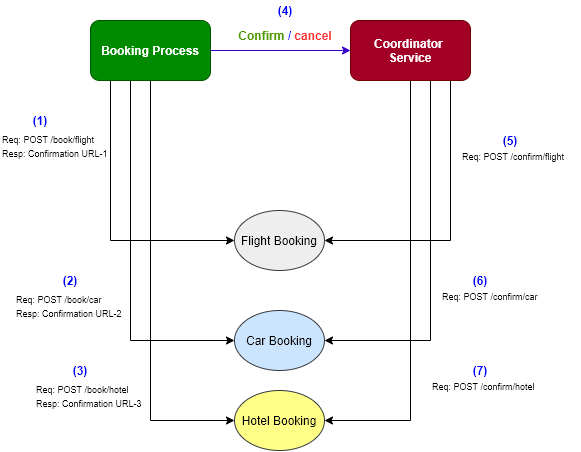 (4)
Confirm / cancel
Booking Process
Coordinator
Service
(1)
Req: POST /book/flight
Resp: Confirmation URL-1
(5)
Req: POST /confirm/flight
Flight Booking
(2)
Req: POST /book/car
Resp: Confirmation URL-2
(6)
Req: POST /confirm/car
Car Booking
(3)
Req: POST /book/hotel
Resp: Confirmation URL-3
(7)
Req: POST /confirm/hotel
Hotel Booking